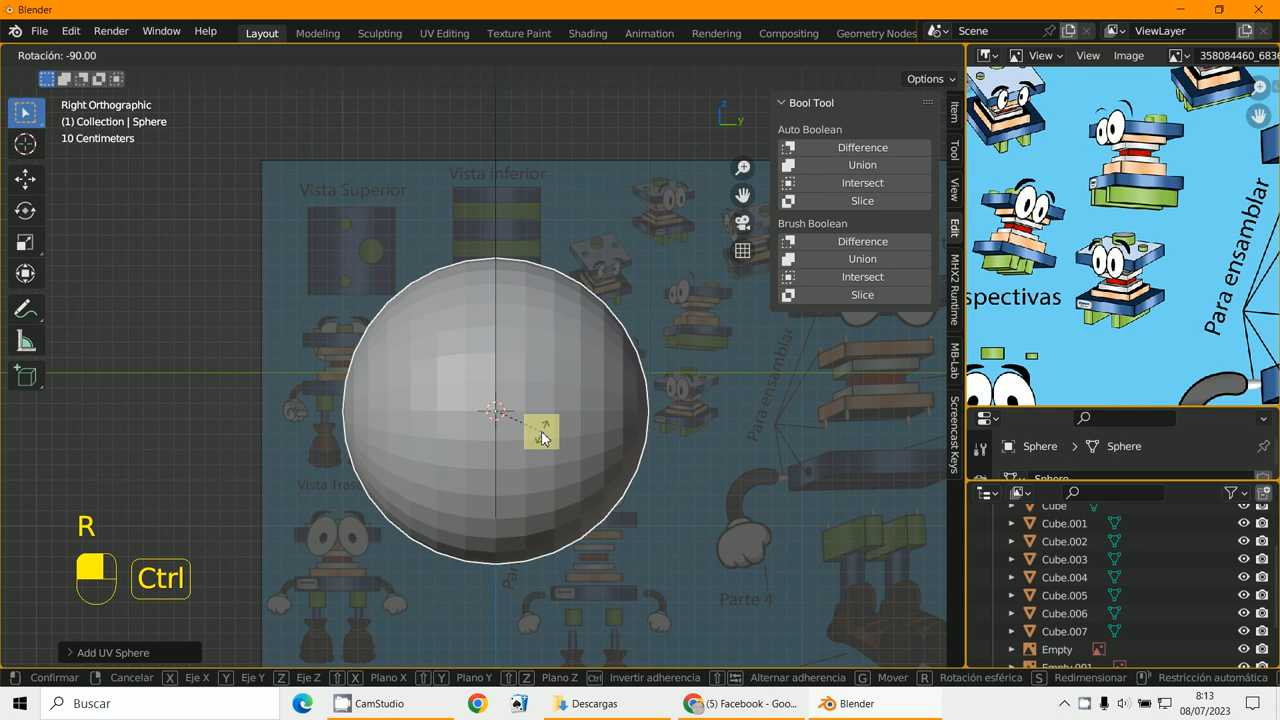 Blender
File Edit Render Window Help
Layout Modeling Sculpting UV Editing Texture Paint Shading Animation Rendering Compositing Geometry Nodes
Scene
ViewLayer
Rotación: -90.00
View View Image 358084460_6836
Options
Right Orthographic
(1) Collection | Sphere
10 Centimeters
z
y
Bool Tool
Auto Boolean
Difference
Union
Intersect
Slice
Brush Boolean
Difference
Union
Intersect
Slice
Item
Tool
View
Edit
MHX2 Runtime
MB-Lab
Screencast Keys
Vista Superior
Vista inferior
Para ensamblar
Parte 4
spectivas
Para ensamblar
Sphere > Sphere
Sphere
Cube
Cube.001
Cube.002
Cube.003
Cube.004
Cube.005
Cube.006
Cube.007
Empty
Empty.001
R
Ctrl
Add UV Sphere
Confirmar Cancelar X Eje X Y Eje Y Z Eje Z X Plano X Y Plano Y Z Plano Z Ctrl Invertir adherencia Alternar adherencia G Mover R Rotación esférica S Redimensionar Restricción automática
Buscar
CamStudio
Descargas
(5) Facebook - Goo...
Blender
8:13
08/07/2023